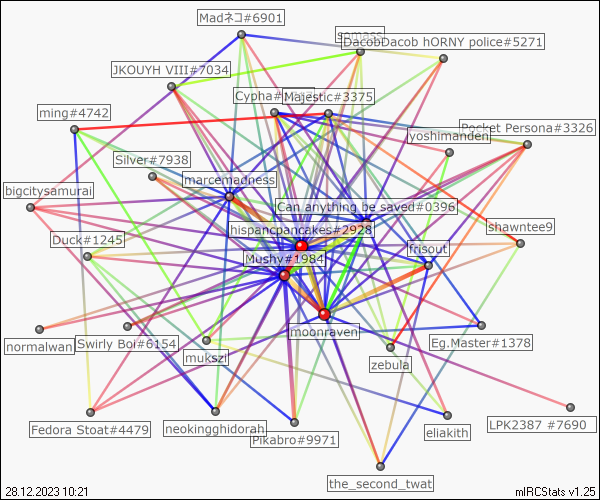 Madネコ#6901
DacobDacob hORNY police#5271
JKOUYH VIII#7034
Majestic#3375
ming#4742
Pocket Persona#3326
yoshimanden
Silver#7938
marcemadness
bigcitysamurai
Can anything be saved#0396
shawntee9
hispancpancakes#2928
Duck#1245
frisout
Mushy#1984
moonraven
normalwan
Swirly Boi#6154
Eg.Master#1378
mukszi
zebula
LPK2387 #7690
Fedora Stoat#4479
neokingghidorah
eliakith
Pikabro#9971
the_second_twat
28.12.2023 10:21
mIRCStats v1.25